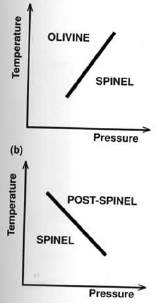 Temperature
OLIVINE
SPINEL
Pressure
(b)
Temperature
POST-SPINEL
SPINEL
Pressure